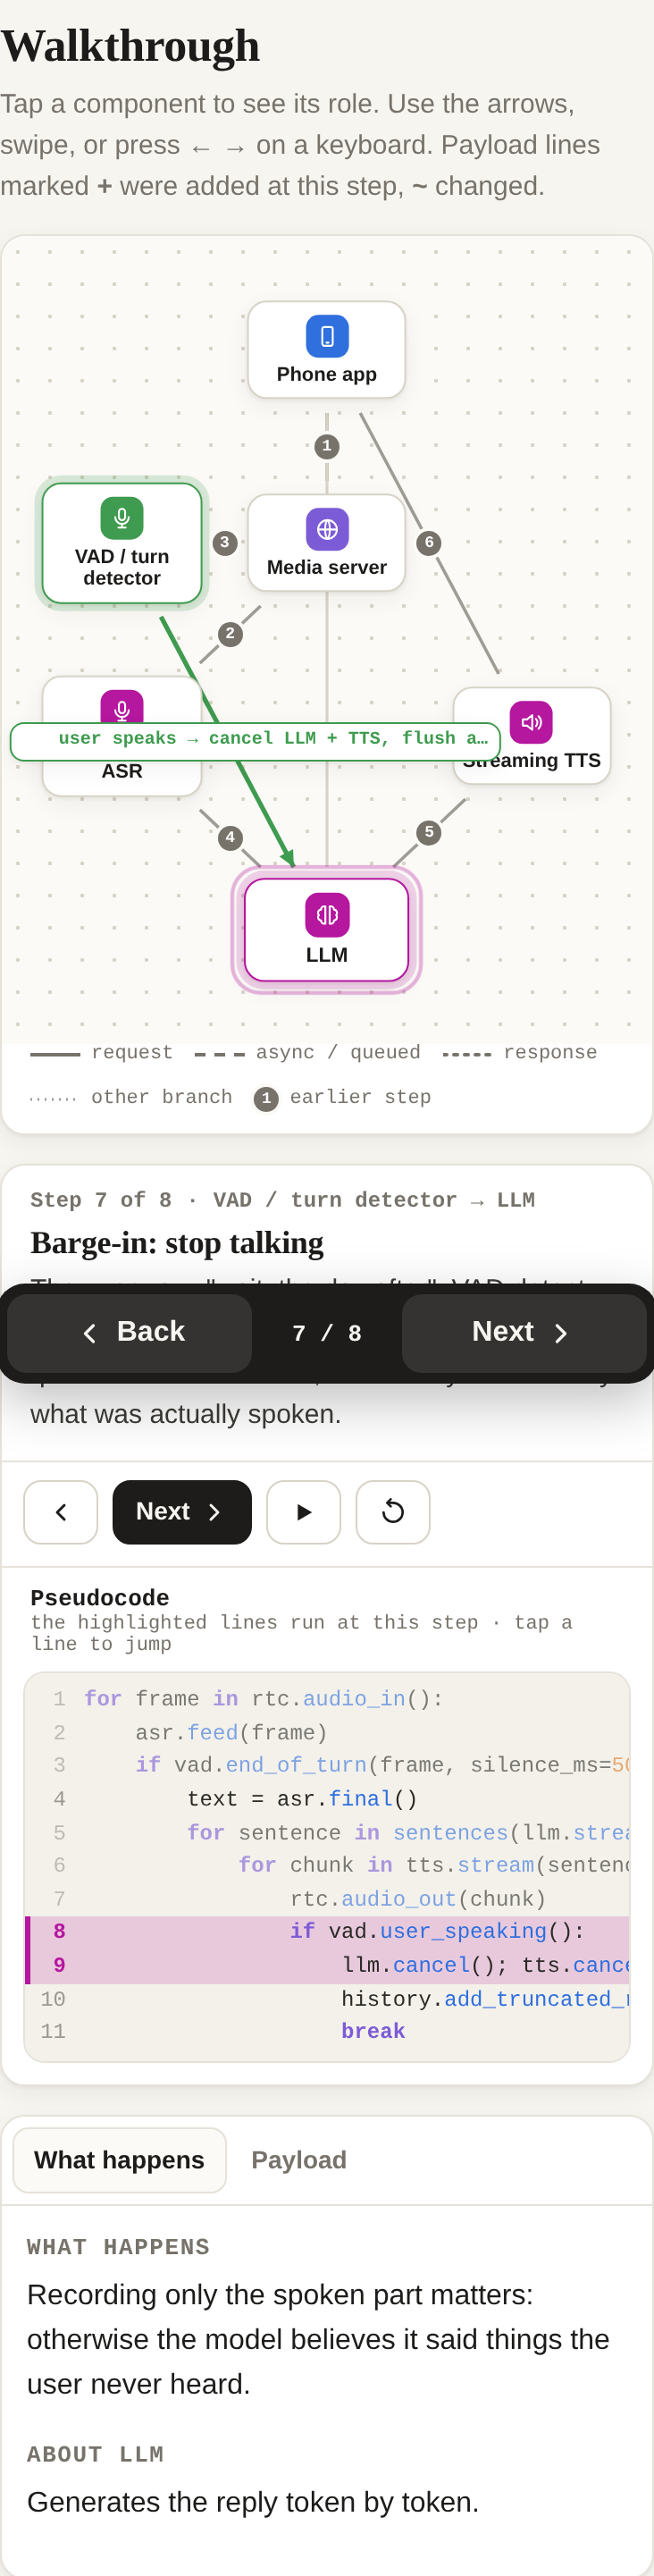 Walkthrough
Tap a component to see its role. Use the arrows,
swipe, or press ← → on a keyboard. Payload lines
marked + were added at this step, ~ changed.
Phone app
1
VAD / turn
detector
3
Media server
6
2
user speaks → cancel LLM + TTS, flush a…
ASR
Streaming TTS
4
5
LLM
request
async / queued
response
other branch
1 earlier step
Step 7 of 8 · VAD / turn detector → LLM
Barge-in: stop talking
Back
7 / 8
Next
what was actually spoken.
Next
Pseudocode
the highlighted lines run at this step · tap a
line to jump
1 for frame in rtc.audio_in():
2 asr.feed(frame)
3 if vad.end_of_turn(frame, silence_ms=50
4 text = asr.final()
5 for sentence in sentences(llm.strea
6 for chunk in tts.stream(sentenc
7 rtc.audio_out(chunk)
8 if vad.user_speaking():
9 llm.cancel(); tts.cance
10 history.add_truncated_r
11 break
What happens
Payload
WHAT HAPPENS
Recording only the spoken part matters:
otherwise the model believes it said things the
user never heard.
ABOUT LLM
Generates the reply token by token.